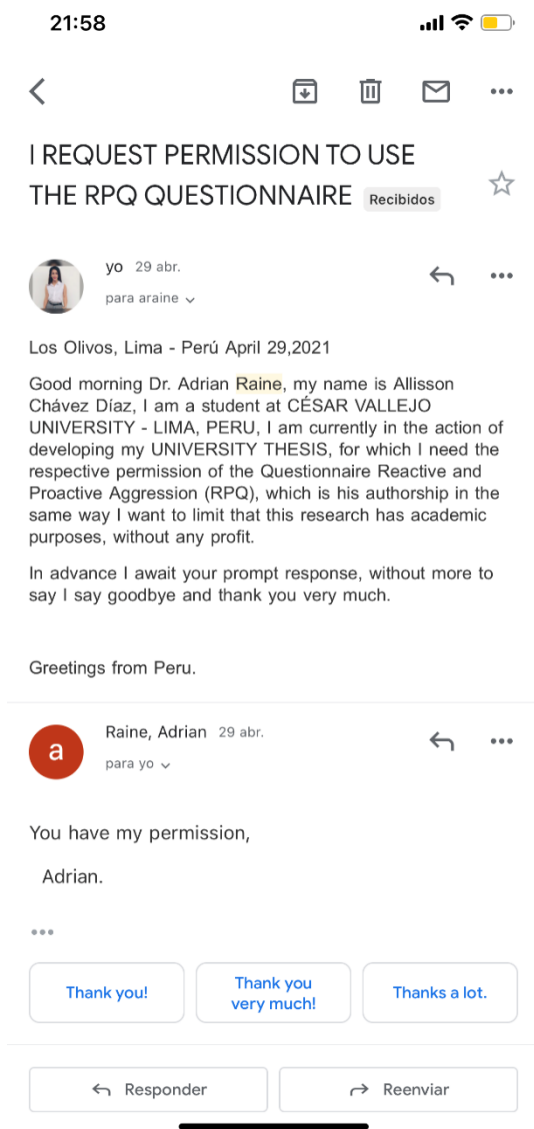 21:58
I REQUEST PERMISSION TO USE
THE RPQ QUESTIONNAIRE Recibidos
yo 29 abr.
para araine
Los Olivos, Lima - Perú April 29,2021
Good morning Dr. Adrian Raine, my name is Allisson
Chávez Díaz, I am a student at CÉSAR VALLEJO
UNIVERSITY - LIMA, PERU, I am currently in the action of
developing my UNIVERSITY THESIS, for which I need the
respective permission of the Questionnaire Reactive and
Proactive Aggression (RPQ), which is his authorship in the
same way I want to limit that this research has academic
purposes, without any profit.
In advance I await your prompt response, without more to
say I say goodbye and thank you very much.
Greetings from Peru.
a
Raine, Adrian 29 abr.
para yo
You have my permission,
Adrian.
Thank you!
Thank you
very much!
Thanks a lot.
Responder
Reenviar